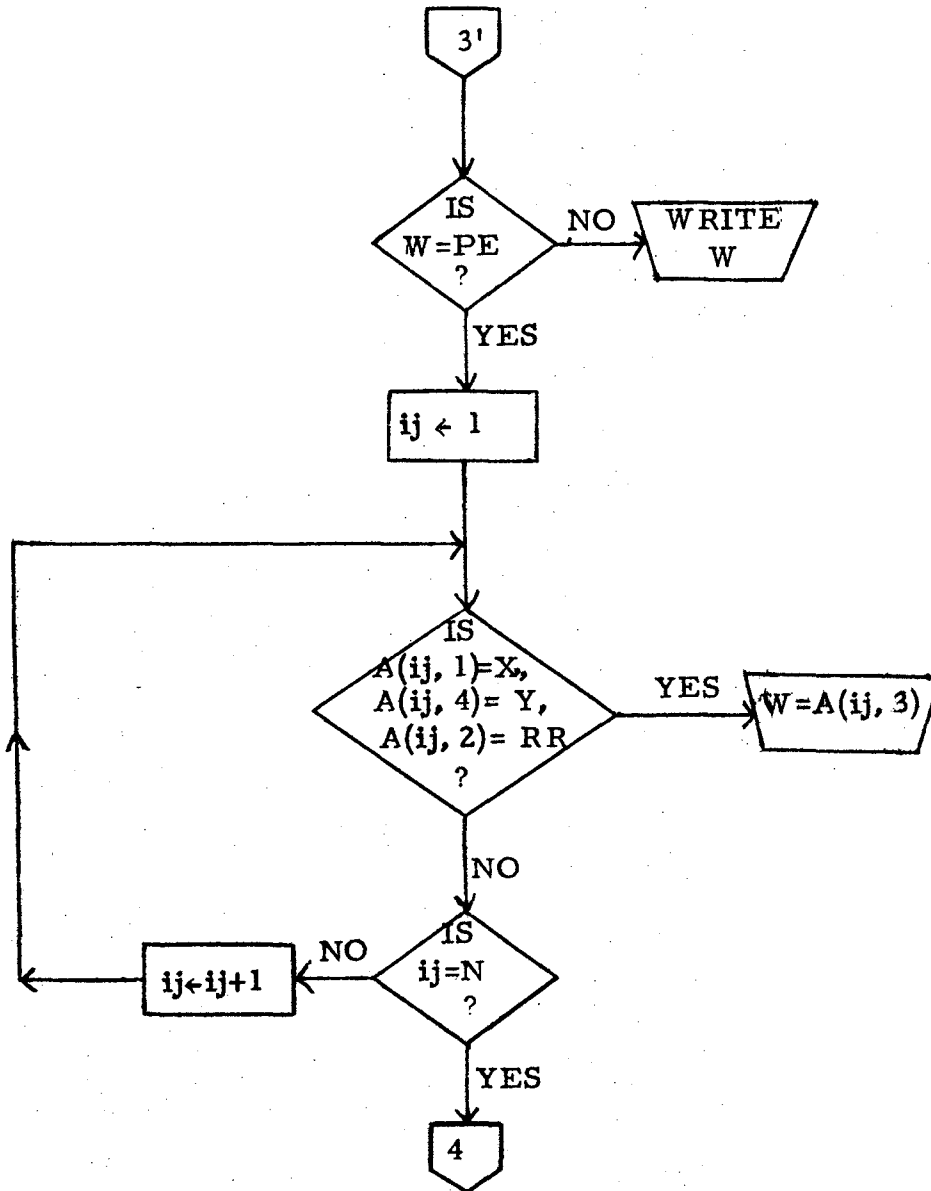 3'
IS
W=PE
?
NO
WRITE
W
YES
ij ← 1
IS
A(ij, 1)=X,
A(ij, 4)= Y,
A(ij, 2)= RR
?
YES
W=A(ij, 3)
NO
IS
ij=N
?
NO
ij←ij+1
YES
4